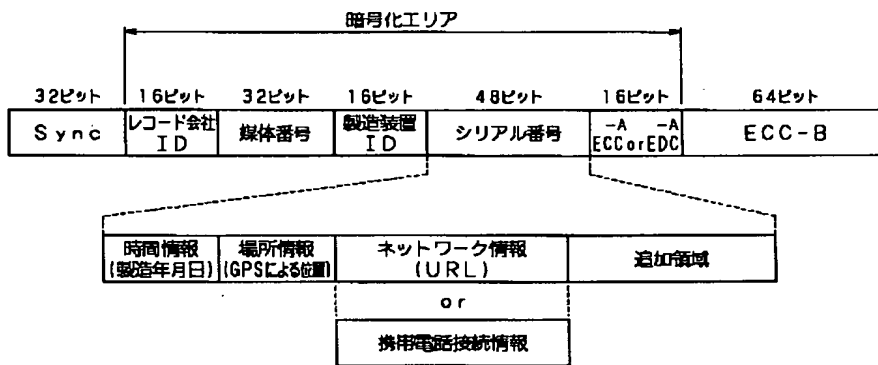 暗号化エリア
32ビット 16ビット 32ビット 16ビット 48ビット 16ビット 64ビット
Sync レコード会社 ID 媒体番号 製造装置 ID シリアル番号 -A -A ECCorEDC ECC-B
時間情報 (製造年月日) 場所情報 (GPSによる位置) ネットワーク情報 (URL) 追加領域
or
携帯電話接続情報